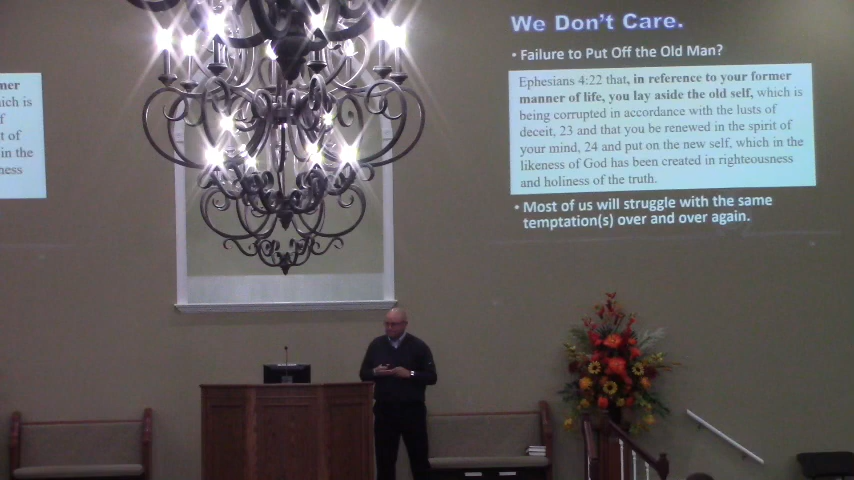 mer
ich is
f
t of
in the
ness
We Don't Care.
• Failure to Put Off the Old Man?
Ephesians 4:22 that, in reference to your former
manner of life, you lay aside the old self, which is
being corrupted in accordance with the lusts of
deceit, 23 and that you be renewed in the spirit of
your mind, 24 and put on the new self, which in the
likeness of God has been created in righteousness
and holiness of the truth.
• Most of us will struggle with the same
temptation(s) over and over again.